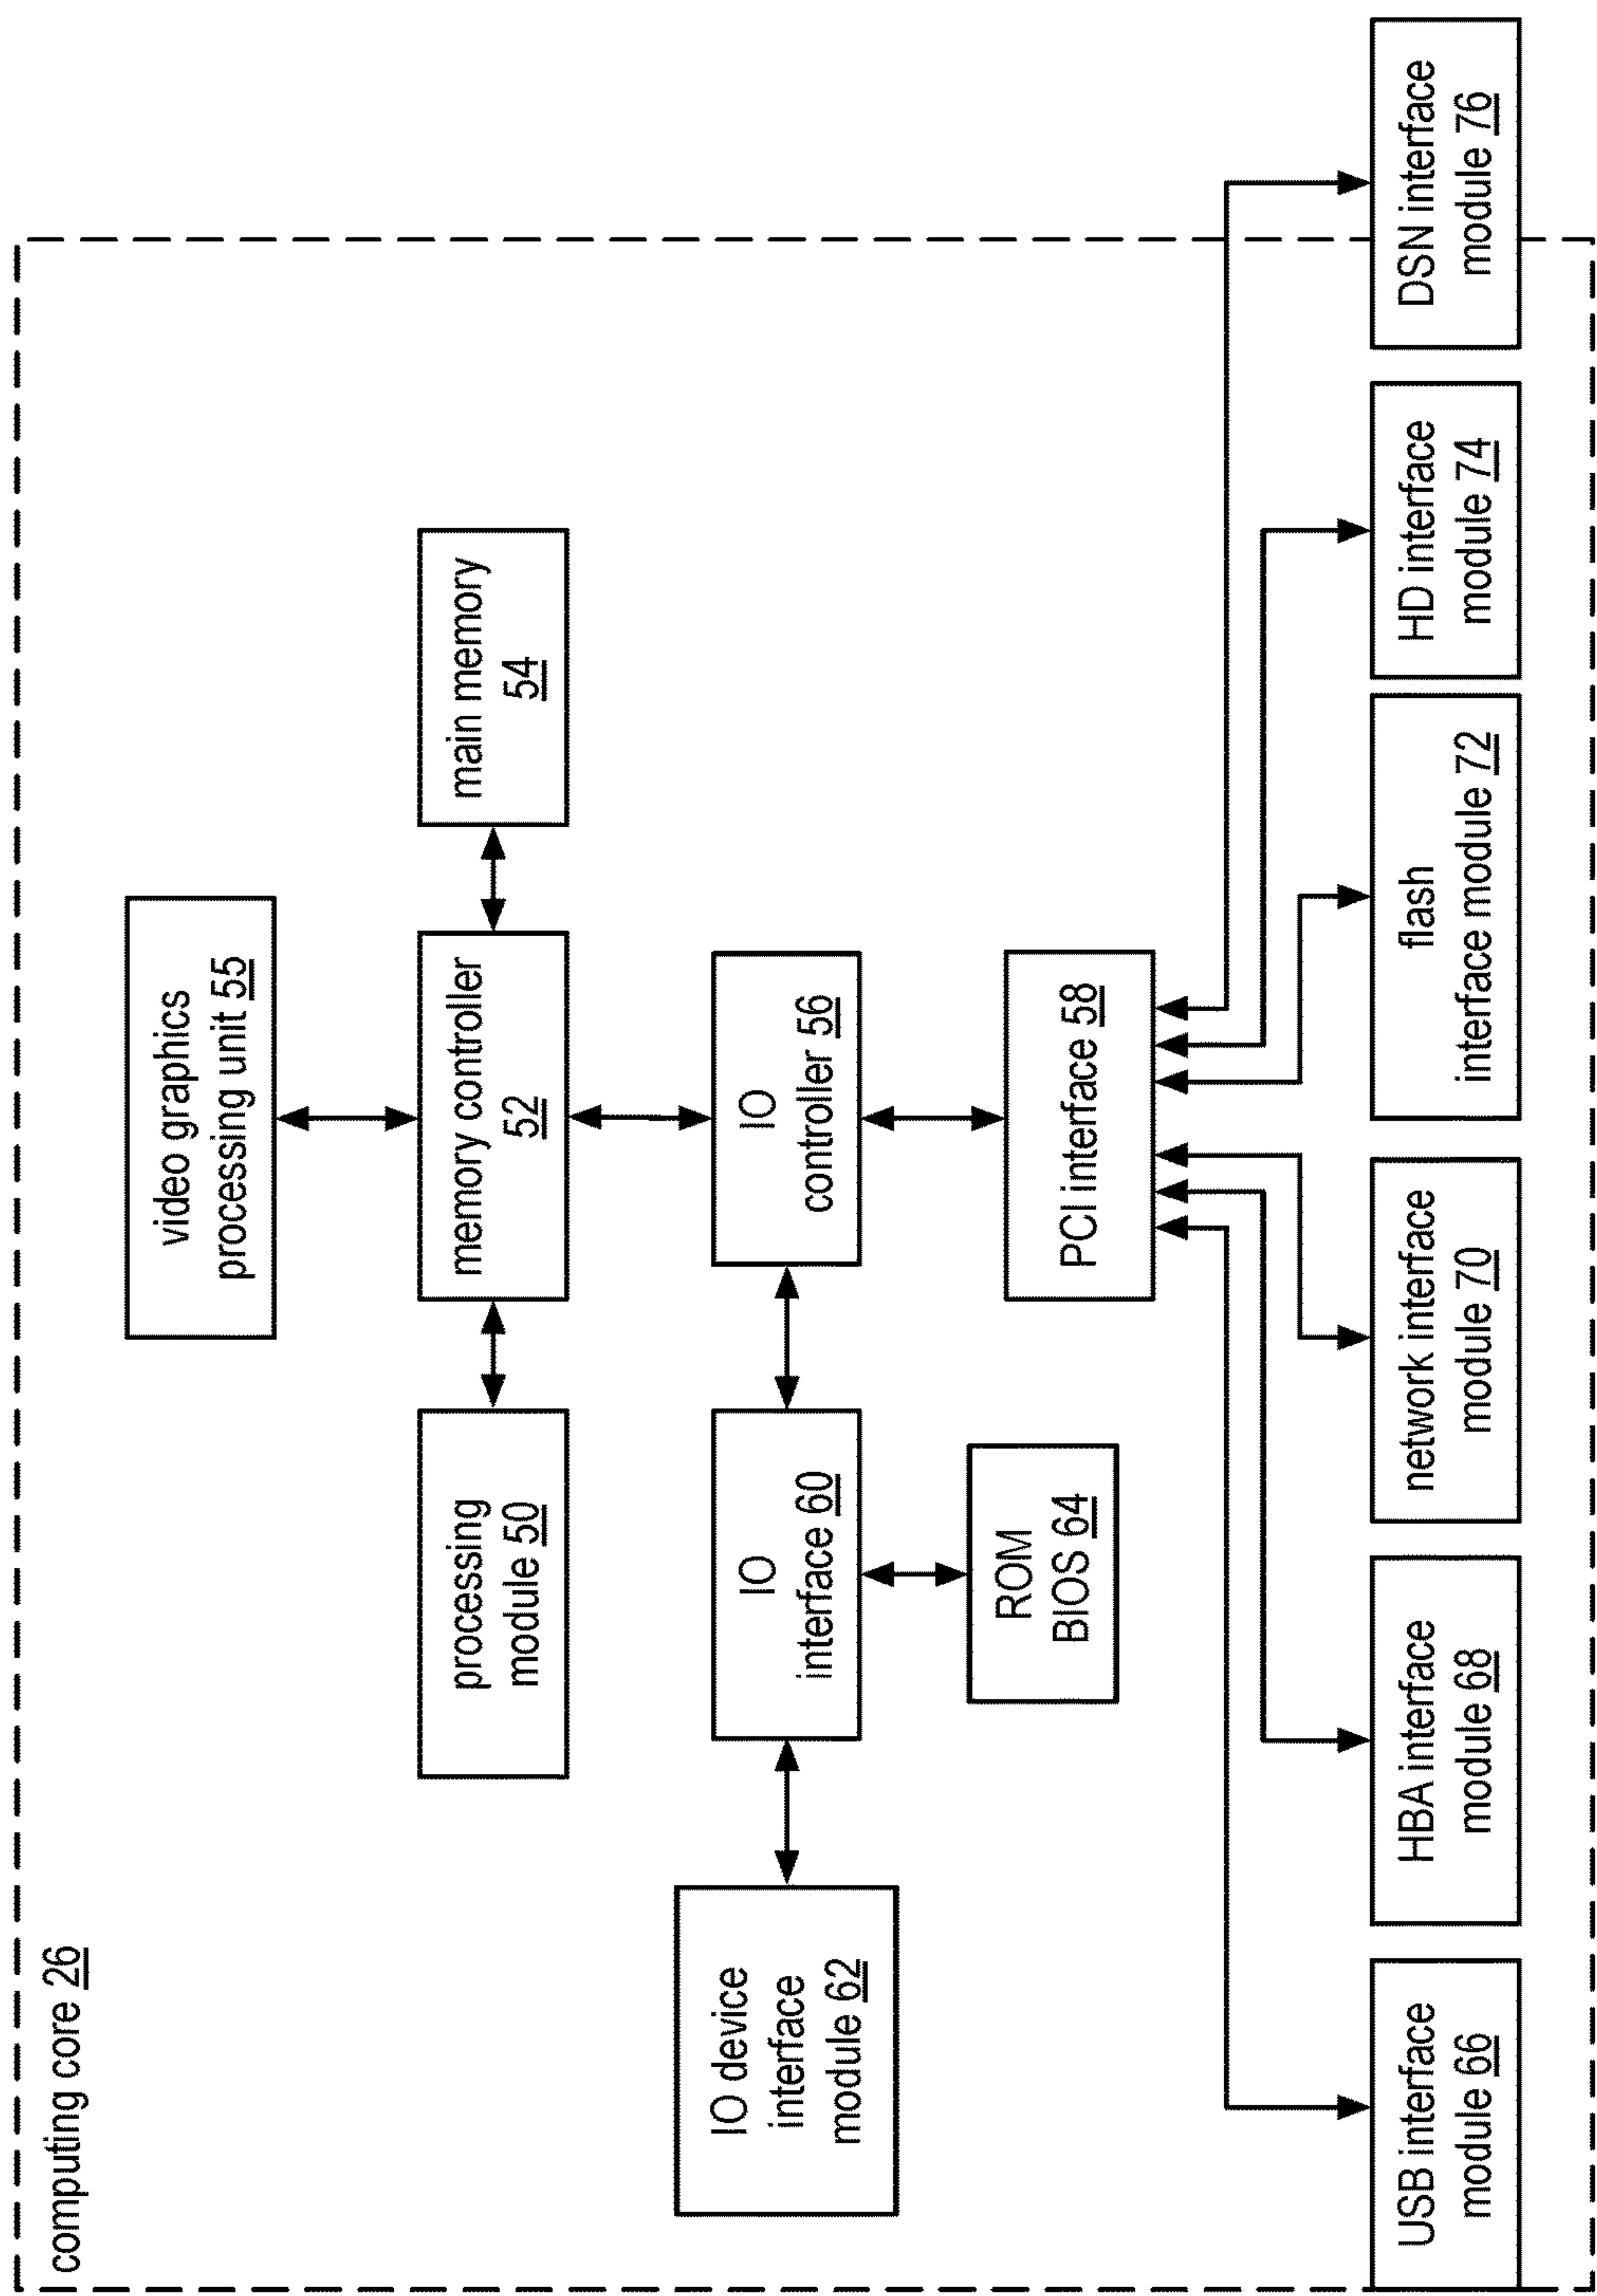 computing core 26
video graphics
processing unit 55
processing
module 50
memory controller
52
main memory
54
IO device
interface
module 62
IO
interface 60
IO
controller 56
ROM
BIOS 64
PCI interface 58
USB interface
module 66
HBA interface
module 68
network interface
module 70
flash
interface module 72
HD interface
module 74
DSN interface
module 76